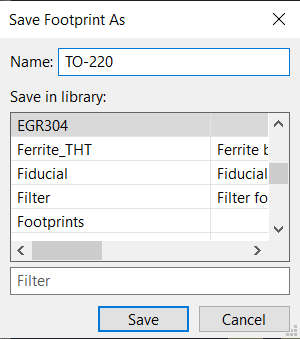 Save Footprint As
Name: TO-220
Save in library:
EGR304
Ferrite_THT Ferrite b
Fiducial Fiducial
Filter Filter fo
Footprints
Filter
Save Cancel